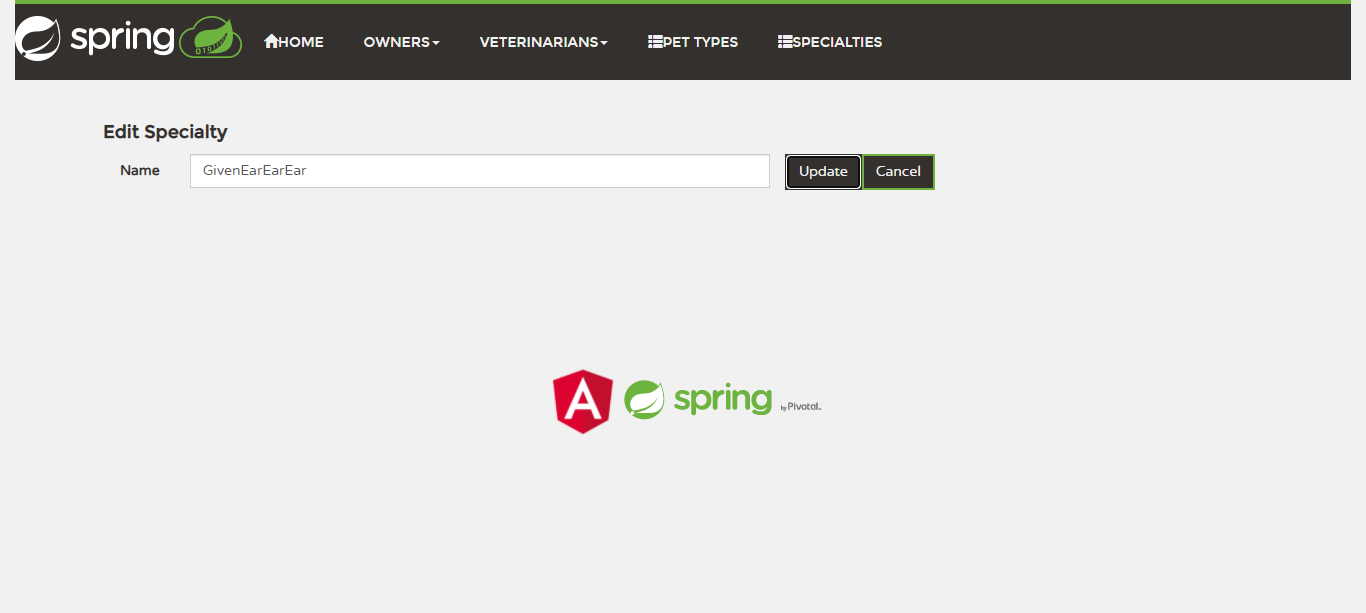 spring HOME OWNERS VETERINARIANS PET TYPES SPECIALTIES
Edit Specialty
Name GivenEarEarEar Update Cancel
A spring by Pivotal.